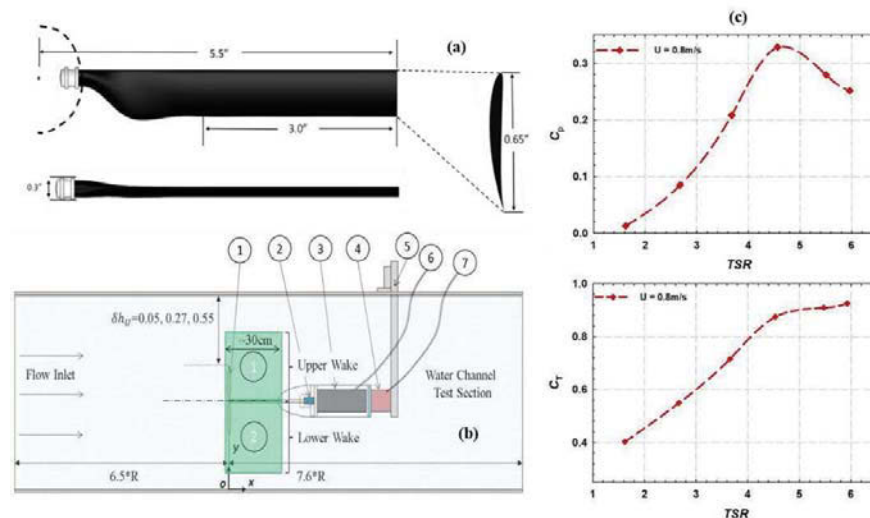 (a)
5.5"
3.0"
0.65"
0.3"
1
2
3
4
5
6
7
δh_U=0.05, 0.27, 0.55
~30cm
1
Upper Wake
Flow Inlet
Water Channel
Test Section
2
Lower Wake
(b)
y
6.5*R
7.6*R
o
x
(c)
U = 0.8m/s
0.3
0.2
0.1
0.0
C_p
1
2
3
4
5
6
TSR
U = 0.8m/s
1.0
0.8
0.6
0.4
C_T
1
2
3
4
5
6
TSR